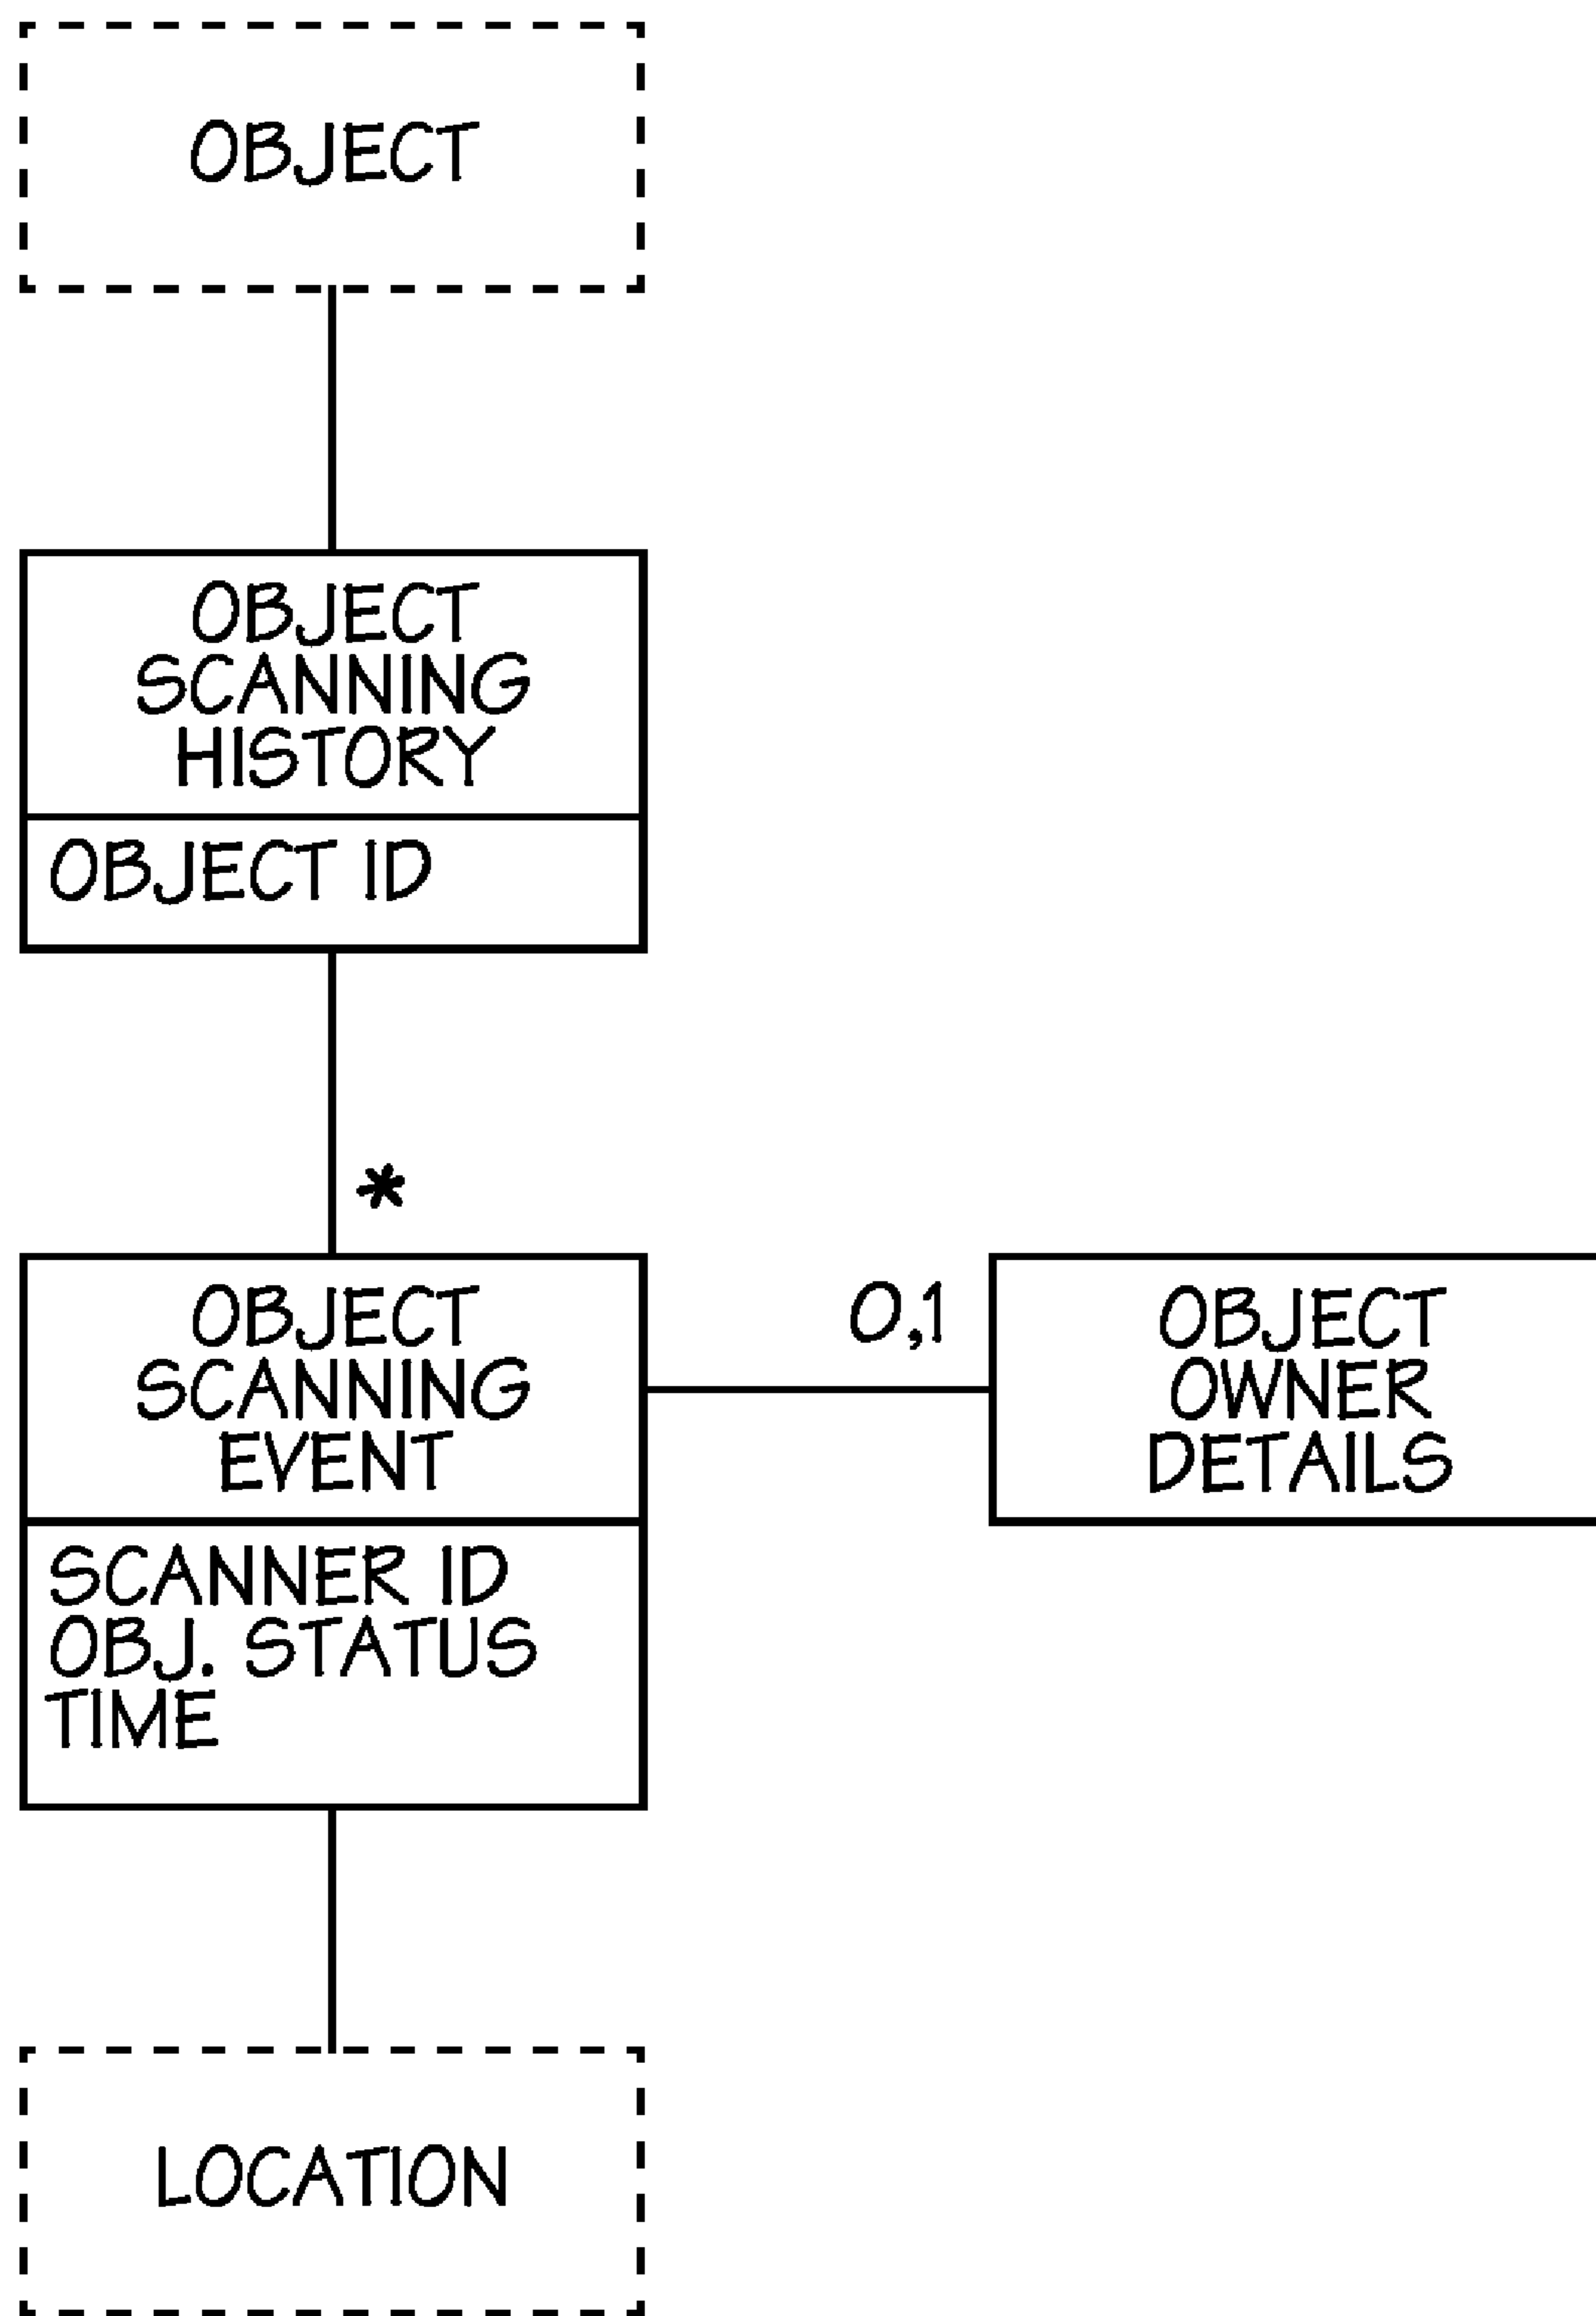 OBJECT
OBJECT
SCANNING
HISTORY
OBJECT ID
*
OBJECT
SCANNING
EVENT
0,1
OBJECT
OWNER
DETAILS
SCANNER ID
OBJ. STATUS
TIME
LOCATION